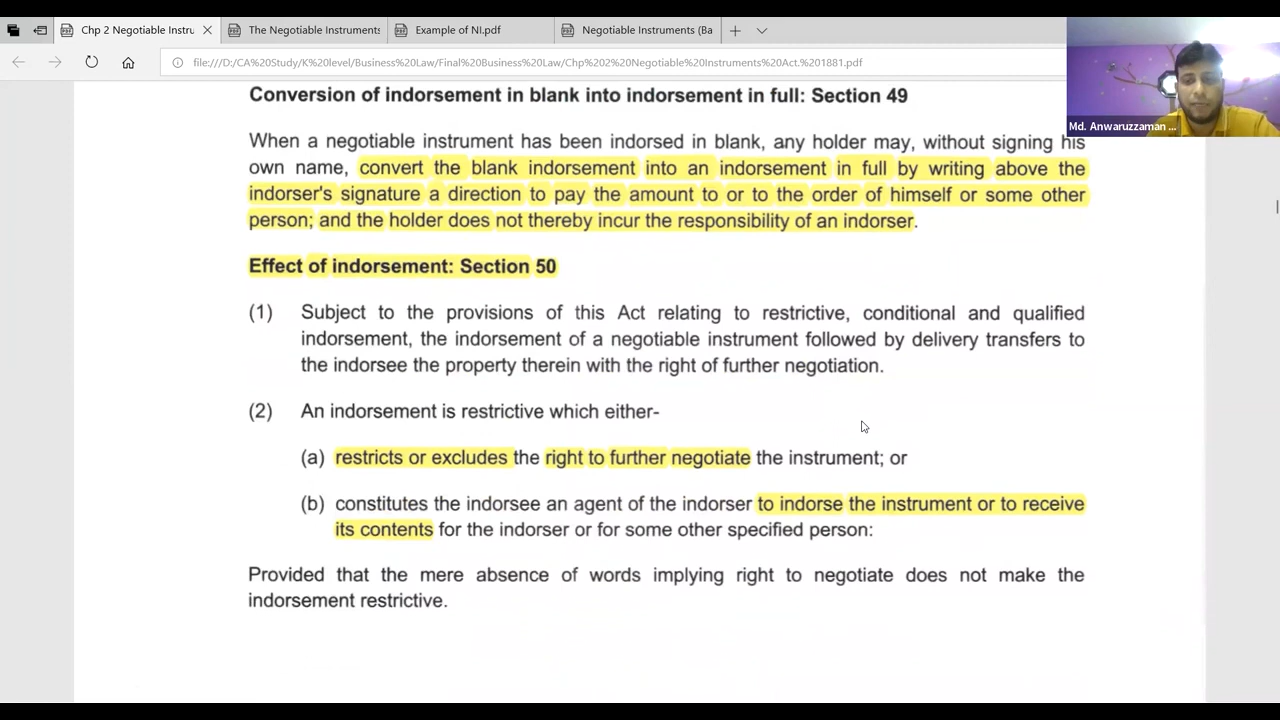 Chp 2 Negotiable Instru
The Negotiable Instruments
Example of NI.pdf
Negotiable Instruments (Ba
file:///D:/CA%20Study/K%20level/Business%20Law/Final%20Business%20Law/Chp%202%20Negotiable%20Instruments%20Act,%201881.pdf
Md. Anwaruzzaman ...
Conversion of indorsement in blank into indorsement in full: Section 49
When a negotiable instrument has been indorsed in blank, any holder may, without signing his
own name, convert the blank indorsement into an indorsement in full by writing above the
indorser's signature a direction to pay the amount to or to the order of himself or some other
person; and the holder does not thereby incur the responsibility of an indorser.
Effect of indorsement: Section 50
(1) Subject to the provisions of this Act relating to restrictive, conditional and qualified
indorsement, the indorsement of a negotiable instrument followed by delivery transfers to
the indorsee the property therein with the right of further negotiation.
(2) An indorsement is restrictive which either-
(a) restricts or excludes the right to further negotiate the instrument; or
(b) constitutes the indorsee an agent of the indorser to indorse the instrument or to receive
its contents for the indorser or for some other specified person:
Provided that the mere absence of words implying right to negotiate does not make the
indorsement restrictive.